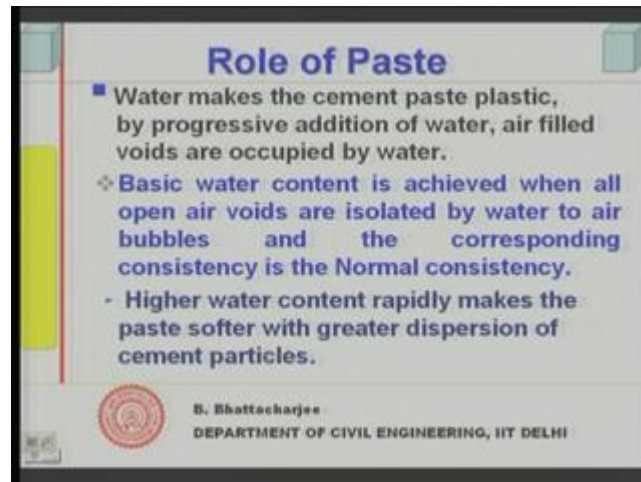 Role of Paste
Water makes the cement paste plastic,
by progressive addition of water, air filled
voids are occupied by water.
Basic water content is achieved when all
open air voids are isolated by water to air
bubbles and the corresponding
consistency is the Normal consistency.
Higher water content rapidly makes the
paste softer with greater dispersion of
cement particles.
B. Bhattacharjee
DEPARTMENT OF CIVIL ENGINEERING, IIT DELHI